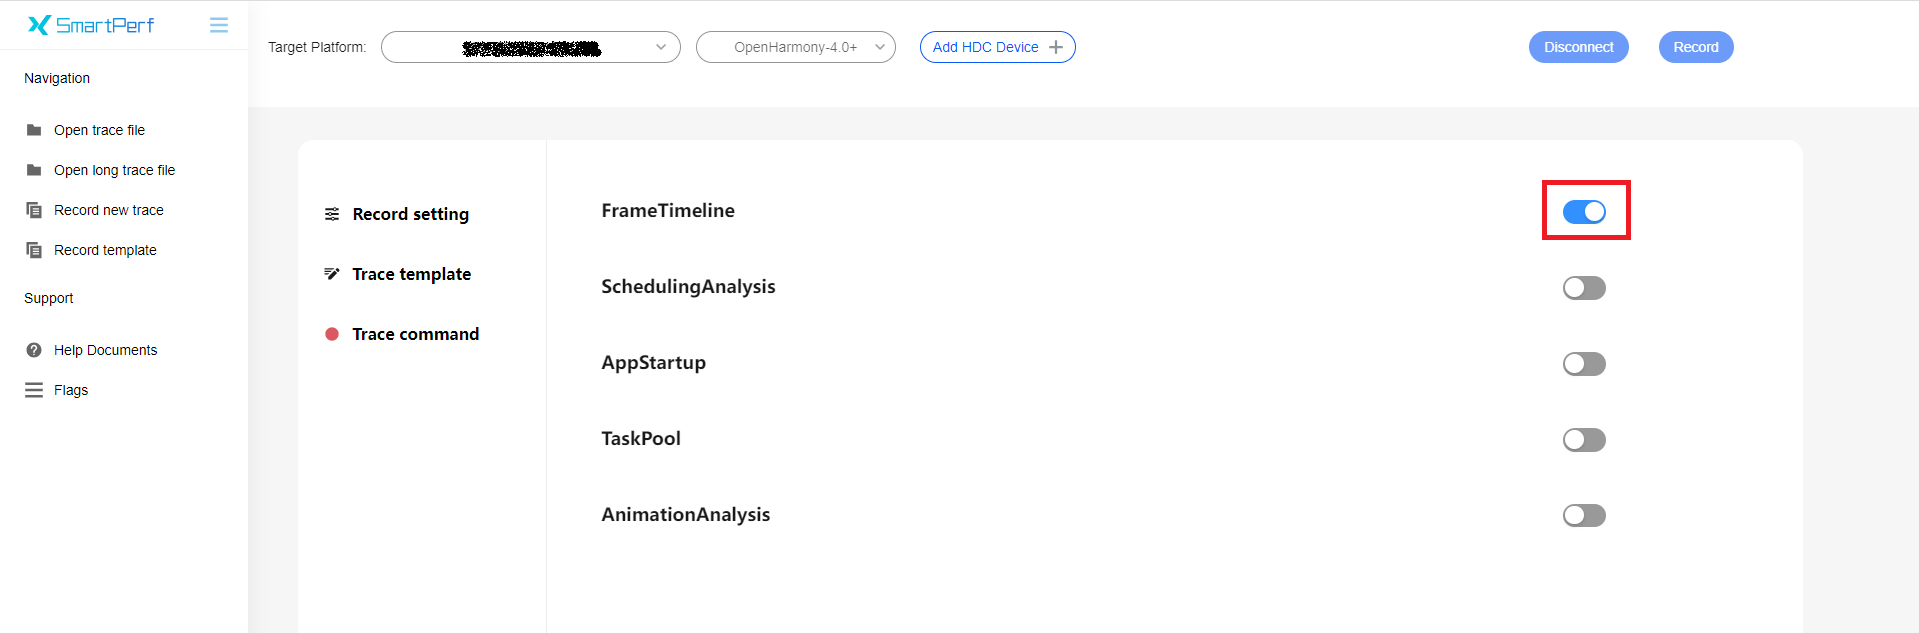 SmartPerf
Target Platform:
OpenHarmony-4.0+
Add HDC Device
Disconnect
Record
Navigation
Open trace file
Open long trace file
Record new trace
Record template
Support
Help Documents
Flags
Record setting
Trace template
Trace command
FrameTimeline
SchedulingAnalysis
AppStartup
TaskPool
AnimationAnalysis